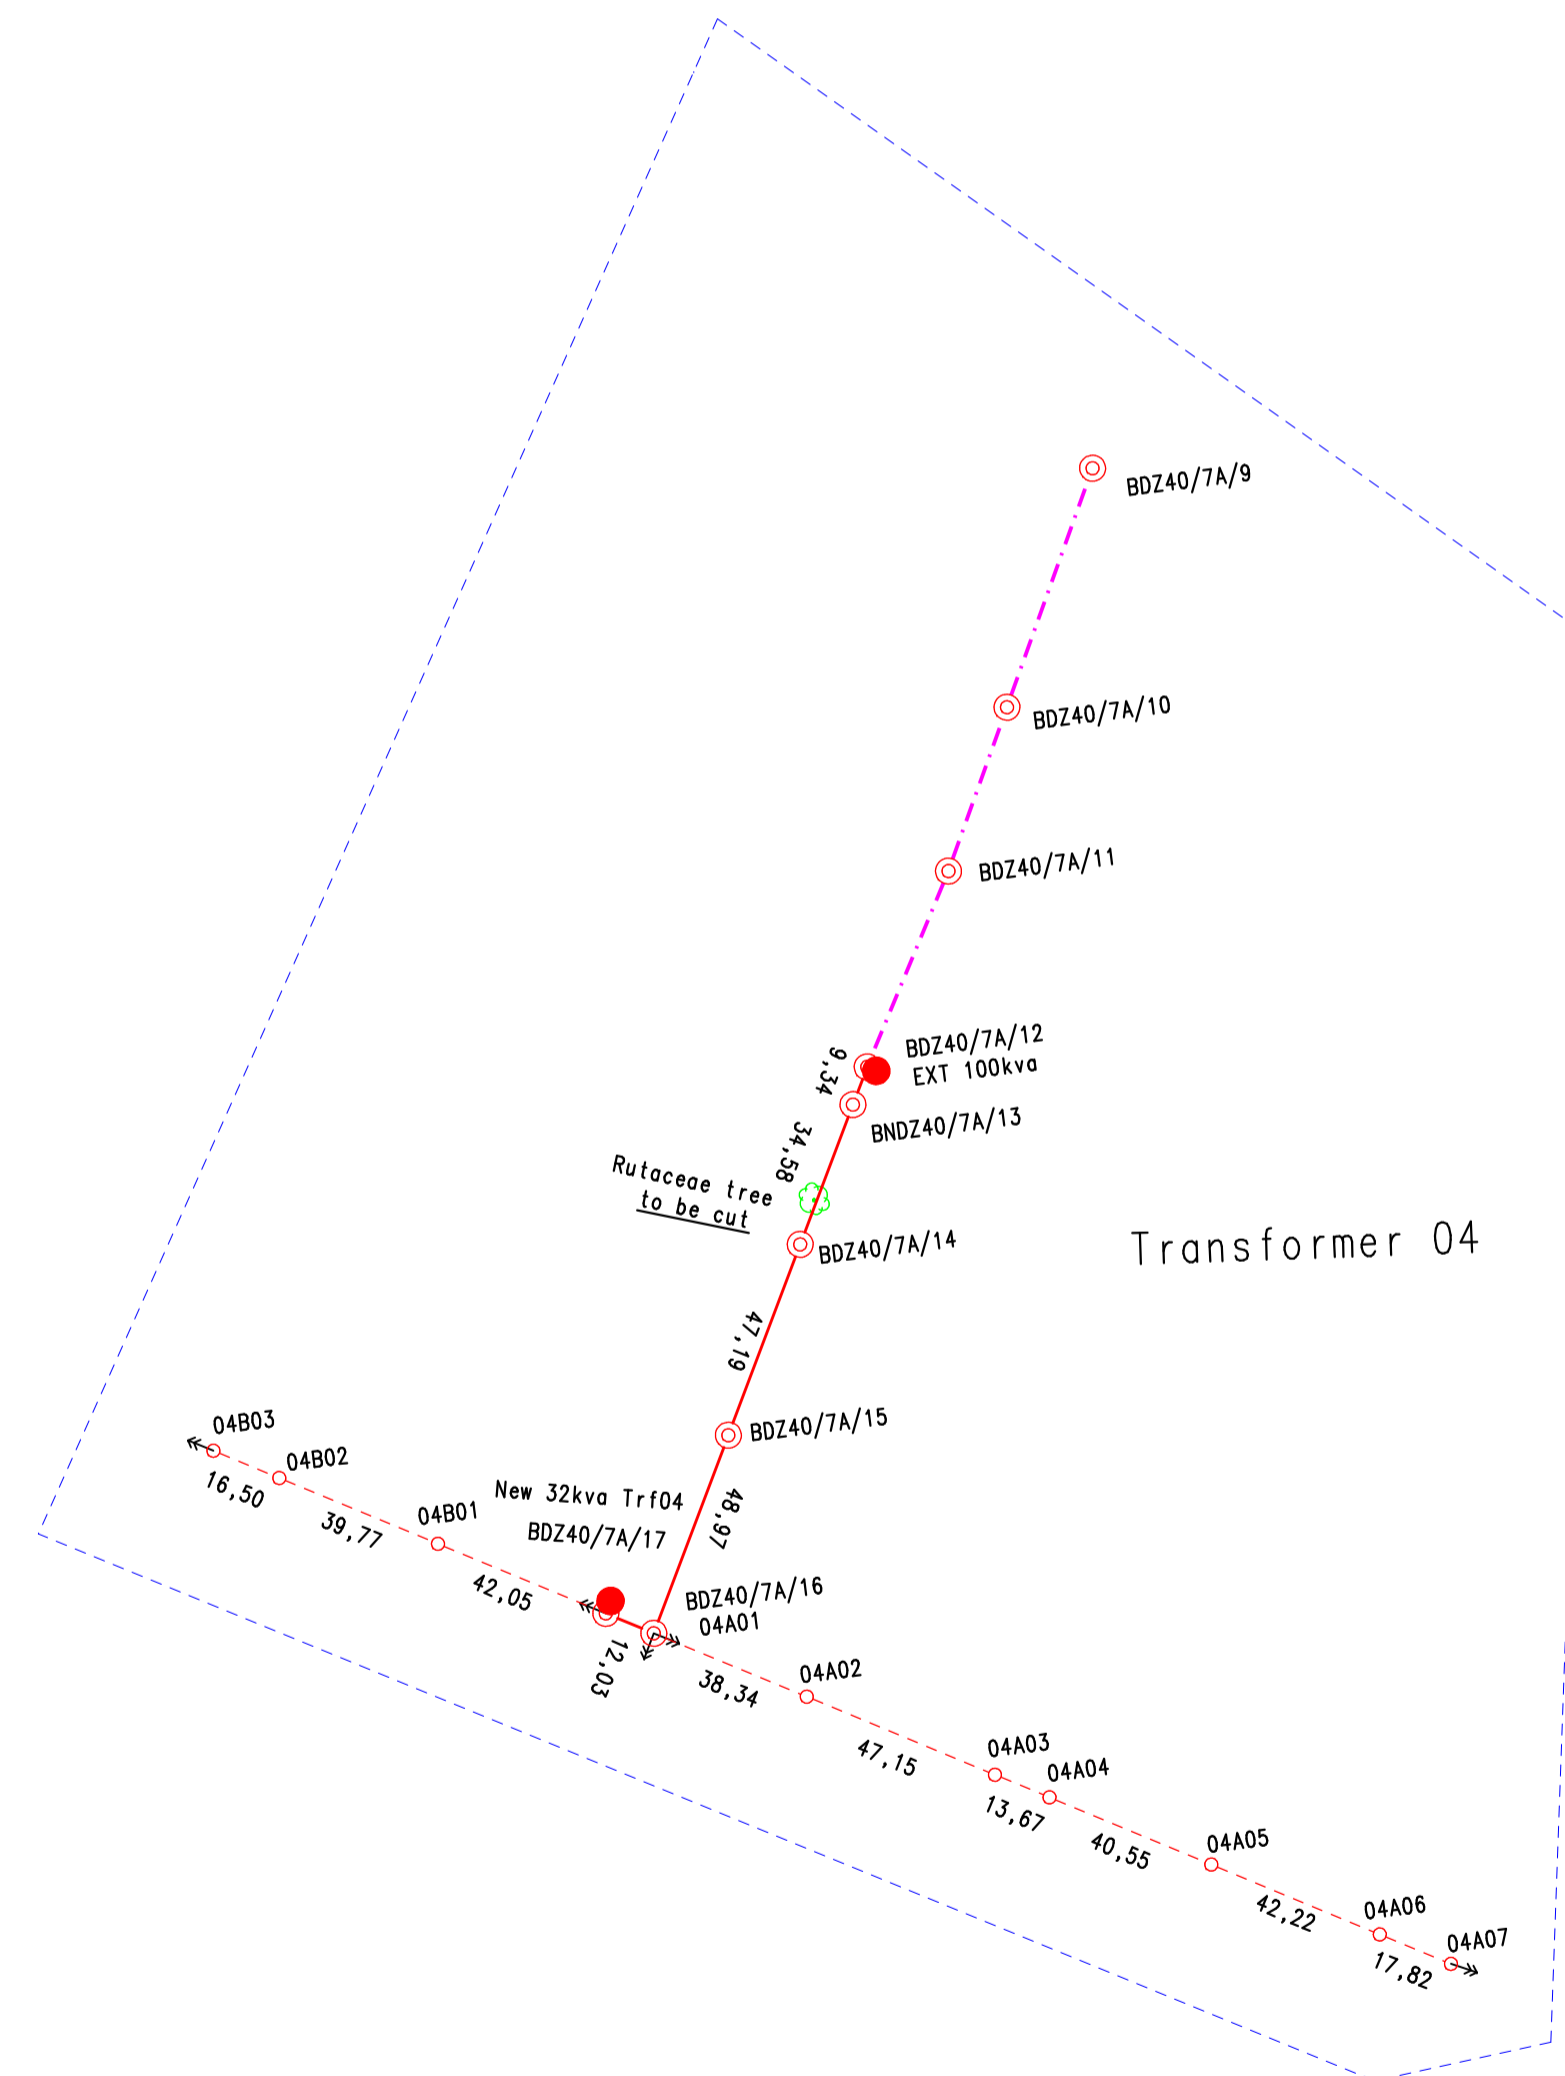 BDZ40/7A/9
BDZ40/7A/10
BDZ40/7A/11
BDZ40/7A/12
EXT 100kva
9,34
BNDZ40/7A/13
34,58
Rutaceae tree
to be cut
BDZ40/7A/14
Transformer 04
47,19
BDZ40/7A/15
04B03
04B02
16,50
39,77
04B01
New 32kva Trf04
BDZ40/7A/17
48,97
42,05
BDZ40/7A/16
04A01
12,03
38,34
04A02
47,15
04A03
04A04
13,67
40,55
04A05
42,22
04A06
04A07
17,82